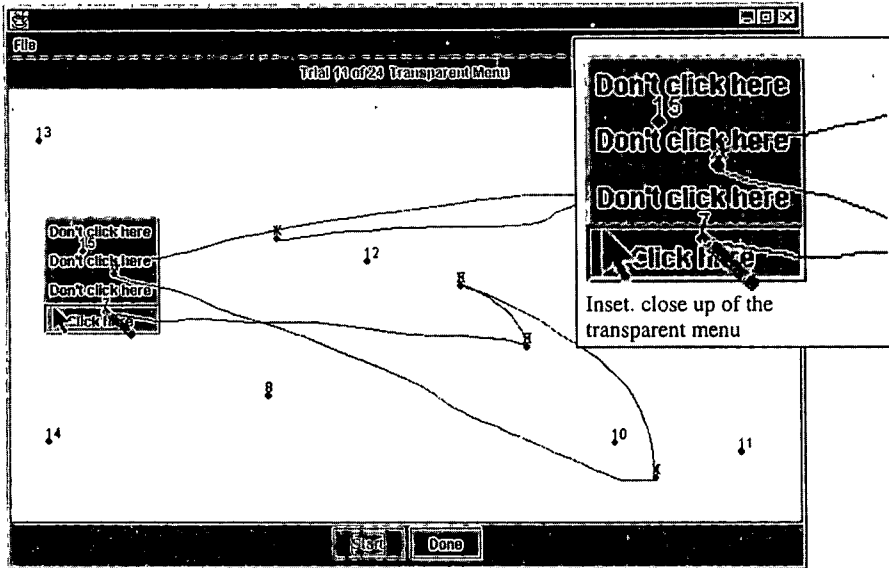 File
Trial 11 of 24 Transparent Menu
13
Don't click here
15
Don't click here
Don't click here
7
Click here
12
8
14
10
11
Start
Done
Don't click here
15
Don't click here
Don't click here
7
Click here
Inset. close up of the
transparent menu